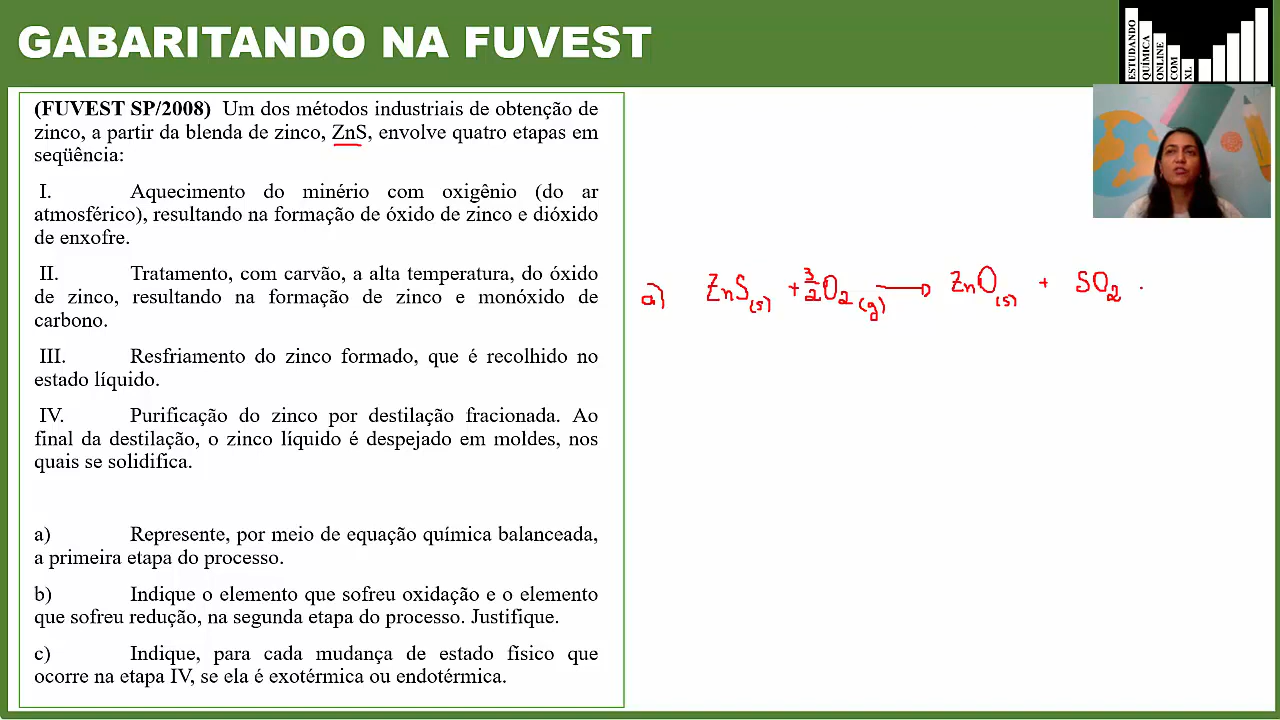 GABARITANDO NA FUVEST
ESTUDANDO
QUÍMICA
ONLINE
COM
XL
(FUVEST SP/2008) Um dos métodos industriais de obtenção de
zinco, a partir da blenda de zinco, ZnS, envolve quatro etapas em
seqüência:
I. Aquecimento do minério com oxigênio (do ar
atmosférico), resultando na formação de óxido de zinco e dióxido
de enxofre.
II. Tratamento, com carvão, a alta temperatura, do óxido
de zinco, resultando na formação de zinco e monóxido de
carbono.
III. Resfriamento do zinco formado, que é recolhido no
estado líquido.
IV. Purificação do zinco por destilação fracionada. Ao
final da destilação, o zinco líquido é despejado em moldes, nos
quais se solidifica.
a) Represente, por meio de equação química balanceada,
a primeira etapa do processo.
b) Indique o elemento que sofreu oxidação e o elemento
que sofreu redução, na segunda etapa do processo. Justifique.
c) Indique, para cada mudança de estado físico que
ocorre na etapa IV, se ela é exotérmica ou endotérmica.
a) ZnS(s) + 3/2 O2(g) → ZnO(s) + SO2